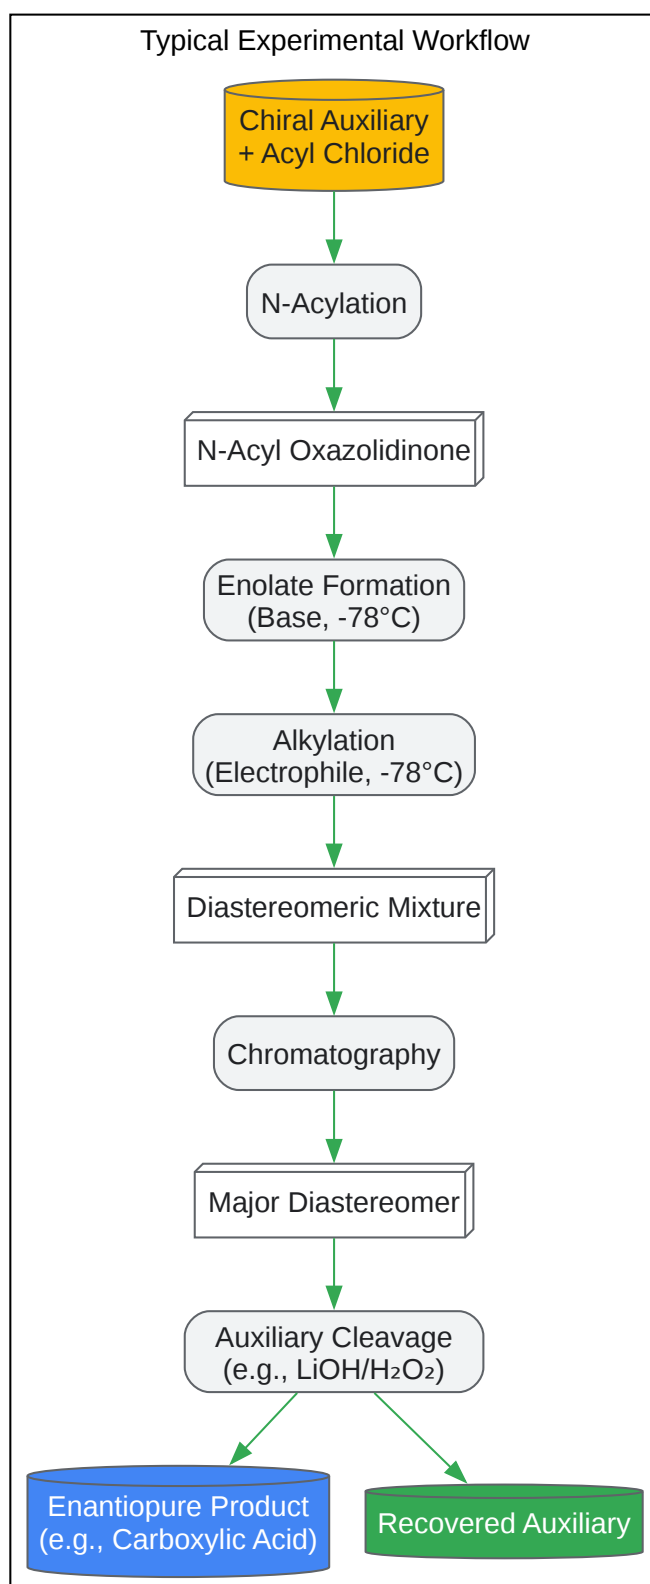 Typical Experimental Workflow
Chiral Auxiliary
+ Acyl Chloride
N-Acylation
N-Acyl Oxazolidinone
Enolate Formation
(Base, -78°C)
Alkylation
(Electrophile, -78°C)
Diastereomeric Mixture
Chromatography
Major Diastereomer
Auxiliary Cleavage
(e.g., LiOH/H₂O₂)
Enantiopure Product
(e.g., Carboxylic Acid)
Recovered Auxiliary